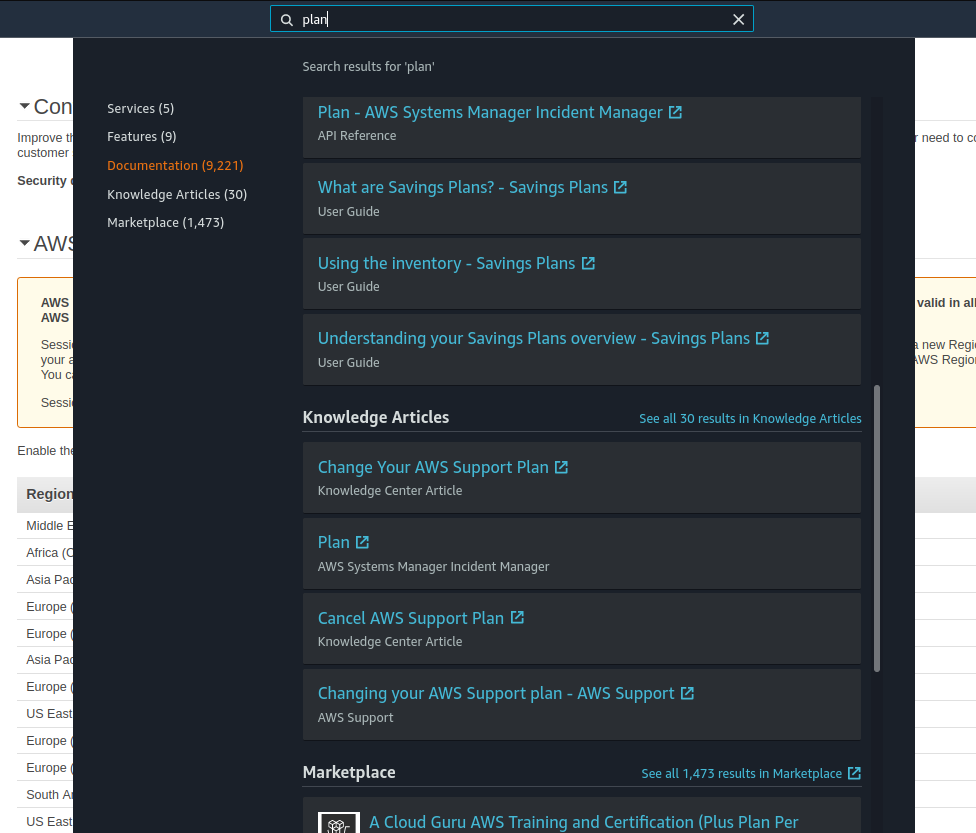 plan
Search results for 'plan'
Services (5)
Features (9)
Documentation (9,221)
Knowledge Articles (30)
Marketplace (1,473)
Plan - AWS Systems Manager Incident Manager
API Reference
What are Savings Plans? - Savings Plans
User Guide
Using the inventory - Savings Plans
User Guide
Understanding your Savings Plans overview - Savings Plans
User Guide
Knowledge Articles
See all 30 results in Knowledge Articles
Change Your AWS Support Plan
Knowledge Center Article
Plan
AWS Systems Manager Incident Manager
Cancel AWS Support Plan
Knowledge Center Article
Changing your AWS Support plan - AWS Support
AWS Support
Marketplace
See all 1,473 results in Marketplace
A Cloud Guru AWS Training and Certification (Plus Plan Per
Con
Improve th
customer
Security
AWS
AWS
AWS
Sessi
your a
You ca
Sessi
Enable the
Region
Middle E
Africa (C
Asia Pac
Europe (
Europe (
Asia Pac
Europe (
US East
Europe (
Europe (
South A
US East
need to co
valid in all
a new Regi
AWS Region